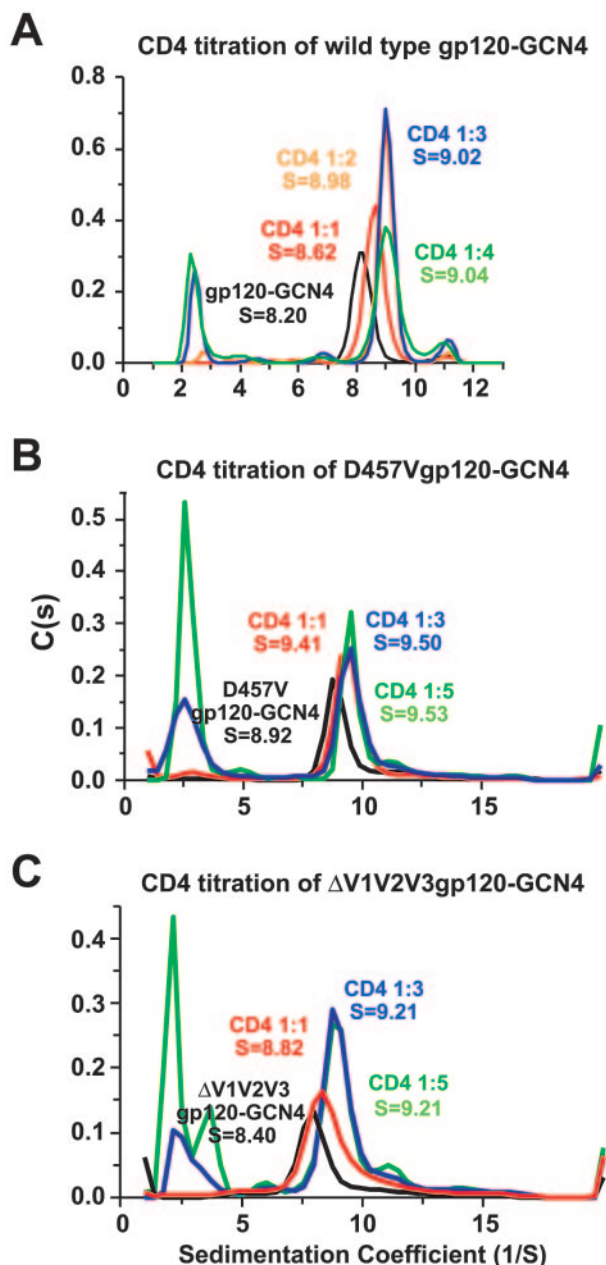 A
CD4 titration of wild type gp120-GCN4
0.8
0.6
0.4
0.2
0.0
CD4 1:3
S=9.02
CD4 1:2
S=8.98
CD4 1:1
S=8.62
CD4 1:4
S=9.04
gp120-GCN4
S=8.20
0 2 4 6 8 10 12
B
CD4 titration of D457Vgp120-GCN4
C(s)
0.5
0.4
0.3
0.2
0.1
0.0
CD4 1:1
S=9.41
CD4 1:3
S=9.50
D457V
gp120-GCN4
S=8.92
CD4 1:5
S=9.53
0 5 10 15
C
CD4 titration of ΔV1V2V3gp120-GCN4
0.4
0.3
0.2
0.1
0.0
CD4 1:3
S=9.21
CD4 1:1
S=8.82
ΔV1V2V3
gp120-GCN4
S=8.40
CD4 1:5
S=9.21
0 5 10 15
Sedimentation Coefficient (1/S)